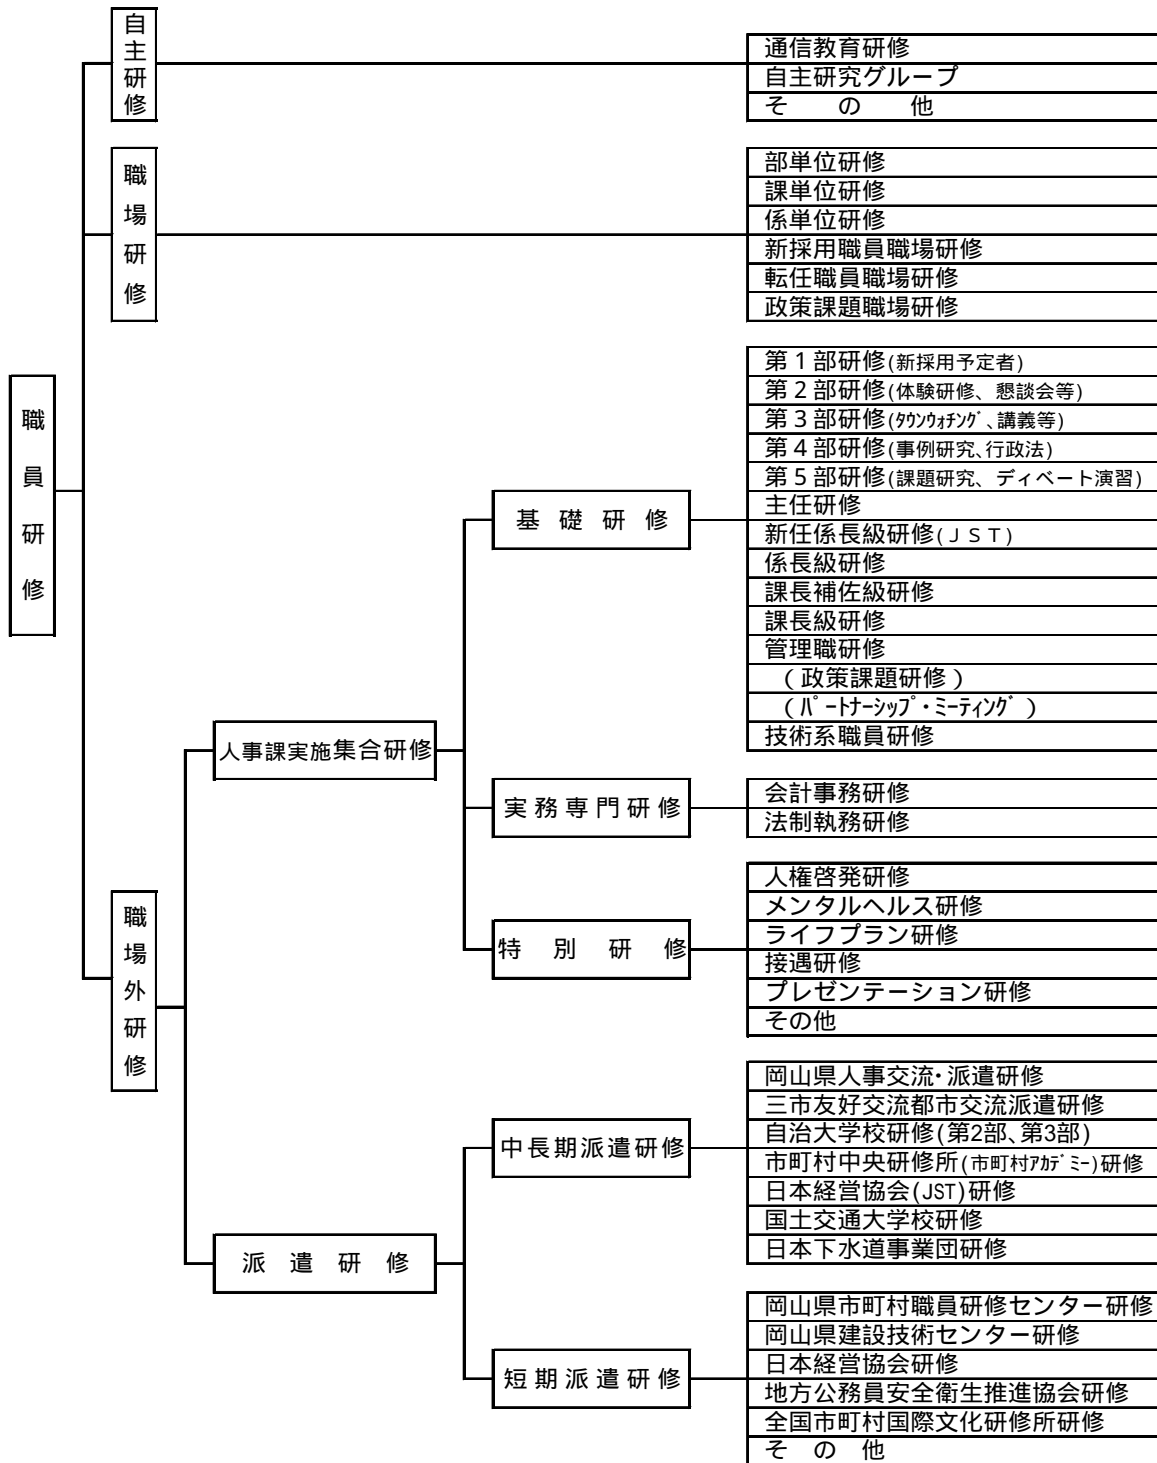 職員研修
自主研修
通信教育研修
自主研究グループ
その他
職場研修
部単位研修
課単位研修
係単位研修
新採用職員職場研修
転任職員職場研修
政策課題職場研修
職場外研修
人事課実施集合研修
基礎研修
第１部研修(新採用予定者)
第２部研修(体験研修、懇談会等)
第３部研修(ﾀｳﾝｳｫﾁﾝｸﾞ、講義等)
第４部研修(事例研究、行政法)
第５部研修(課題研究、ディベート演習)
主任研修
新任係長級研修(ＪＳＴ)
係長級研修
課長補佐級研修
課長級研修
管理職研修
（政策課題研修）
（ﾊﾟｰﾄﾅｰｼｯﾌﾟ・ﾐｰﾃｨﾝｸﾞ）
技術系職員研修
実務専門研修
会計事務研修
法制執務研修
特別研修
人権啓発研修
メンタルヘルス研修
ライフプラン研修
接遇研修
プレゼンテーション研修
その他
派遣研修
中長期派遣研修
岡山県人事交流・派遣研修
三市友好交流都市交流派遣研修
自治大学校研修(第2部、第3部)
市町村中央研修所(市町村ｱｶﾃﾞﾐｰ)研修
日本経営協会(JST)研修
国土交通大学校研修
日本下水道事業団研修
短期派遣研修
岡山県市町村職員研修センター研修
岡山県建設技術センター研修
日本経営協会研修
地方公務員安全衛生推進協会研修
全国市町村国際文化研修所研修
その他